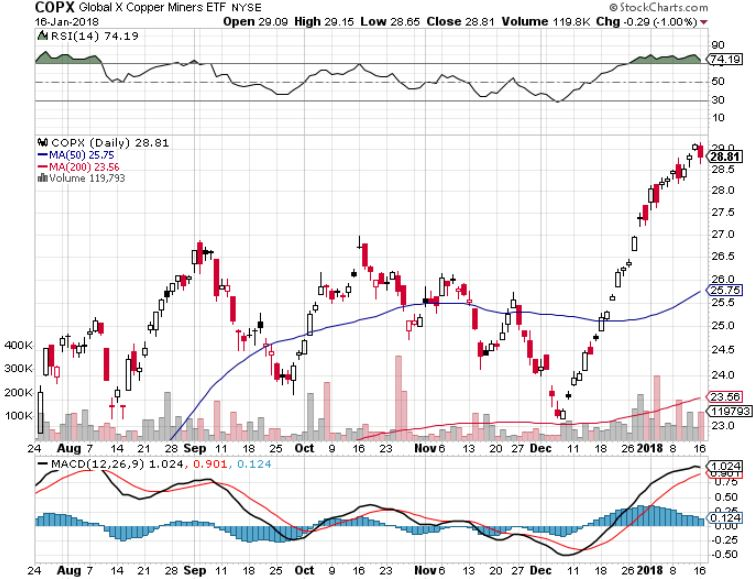 COPX Global X Copper Miners ETF NYSE © StockCharts.com
16-Jan-2018 Open 29.09 High 29.15 Low 28.65 Close 28.81 Volume 119.8K Chg -0.29 (-1.00%)
RSI(14) 74.19
90
74.19
50
30
10
COPX (Daily) 28.81
MA(50) 25.75
MA(200) 23.56
Volume 119,793
29.0
28.81
28.5
28.0
27.5
27.0
26.5
26.0
25.75
25.5
25.0
24.5
24.0
23.56
119793
23.0
400K
300K
200K
100K
24 Aug 7 14 21 28 Sep 11 18 25 Oct 9 16 23 Nov 6 13 20 27 Dec 11 18 26 2018 8 16
MACD(12,26,9) 1.024, 0.901, 0.124
1.024
0.901
0.75
0.50
0.25
0.124
-0.25
-0.50
24 Aug 7 14 21 28 Sep 11 18 25 Oct 9 16 23 Nov 6 13 20 27 Dec 11 18 26 2018 8 16